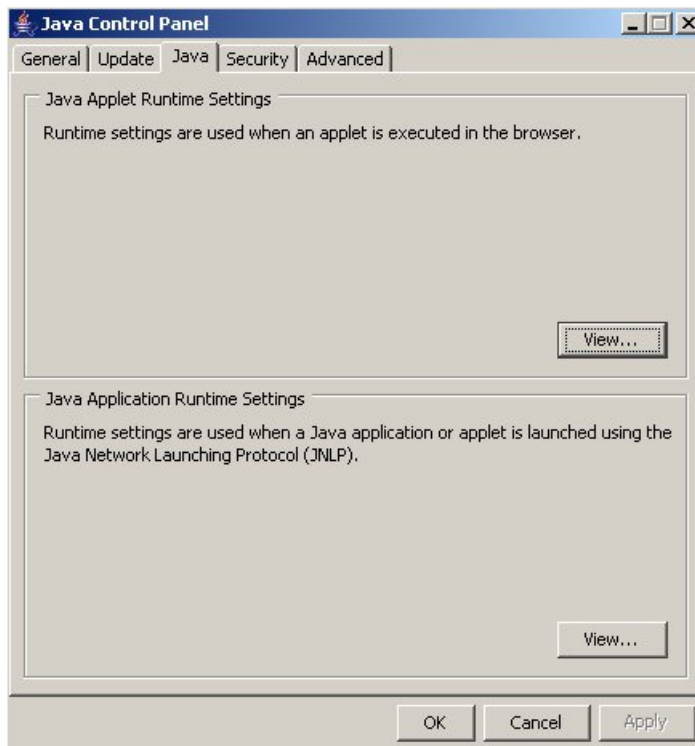 Java Control Panel
General
Update
Java
Security
Advanced
Java Applet Runtime Settings
Runtime settings are used when an applet is executed in the browser.
View...
Java Application Runtime Settings
Runtime settings are used when a Java application or applet is launched using the
Java Network Launching Protocol (JNLP).
View...
OK
Cancel
Apply